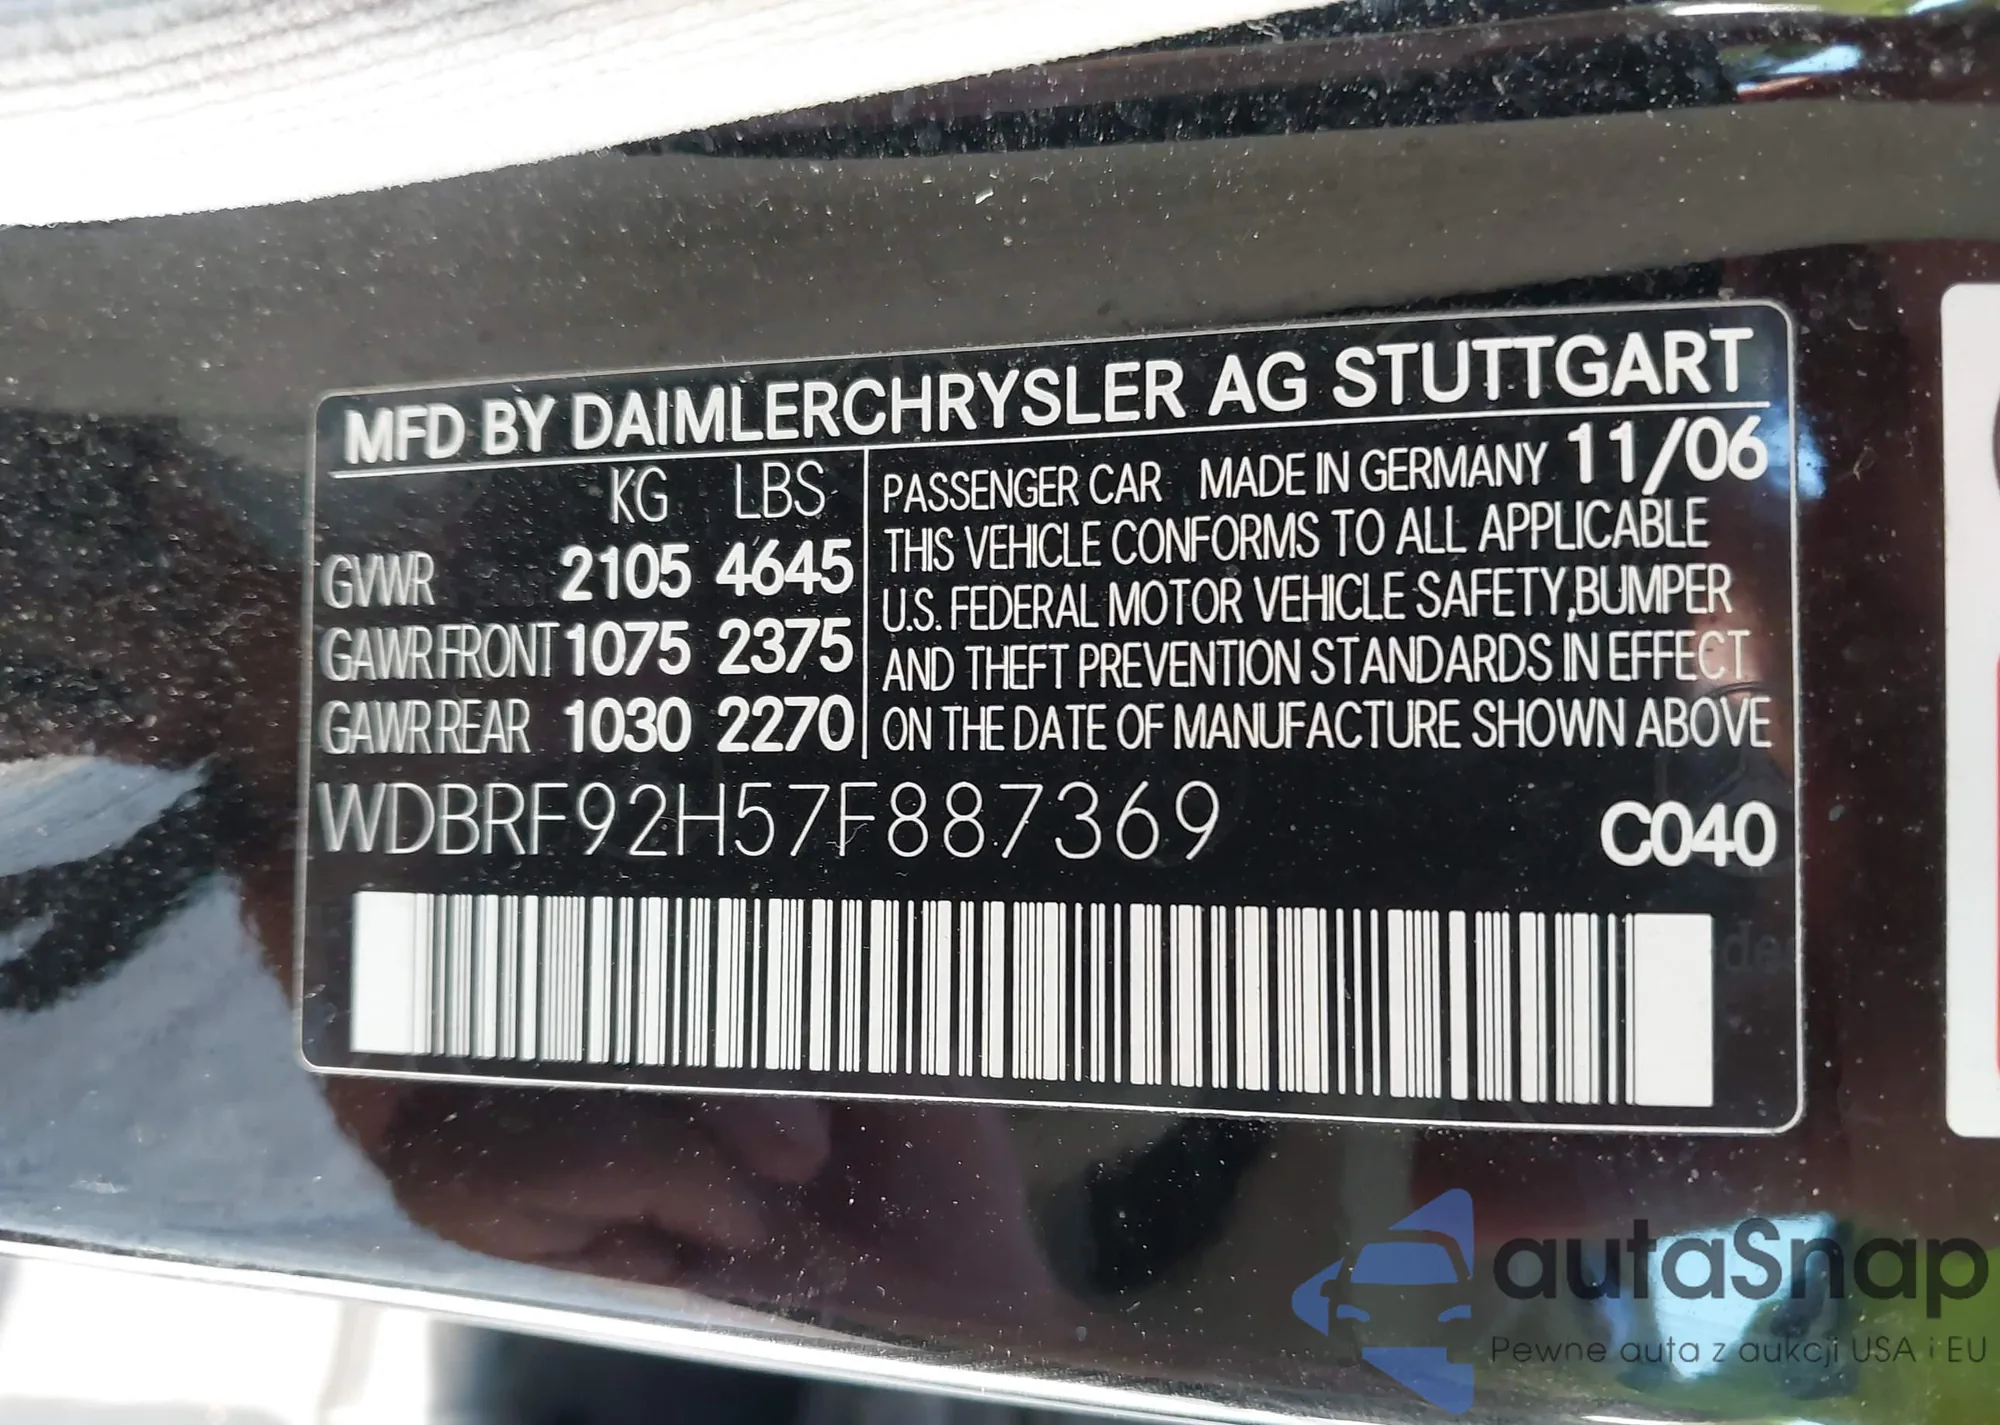 MFD BY DAIMLERCHRYSLER AG STUTTGART
KG LBS
GVWR 2105 4645
GAWR FRONT 1075 2375
GAWR REAR 1030 2270
PASSENGER CAR MADE IN GERMANY 11/06
THIS VEHICLE CONFORMS TO ALL APPLICABLE
U.S. FEDERAL MOTOR VEHICLE SAFETY,BUMPER
AND THEFT PREVENTION STANDARDS IN EFFECT
ON THE DATE OF MANUFACTURE SHOWN ABOVE
WDBRF92H57F887369 C040
autaSnap
Pewne auta z aukcji USA i EU